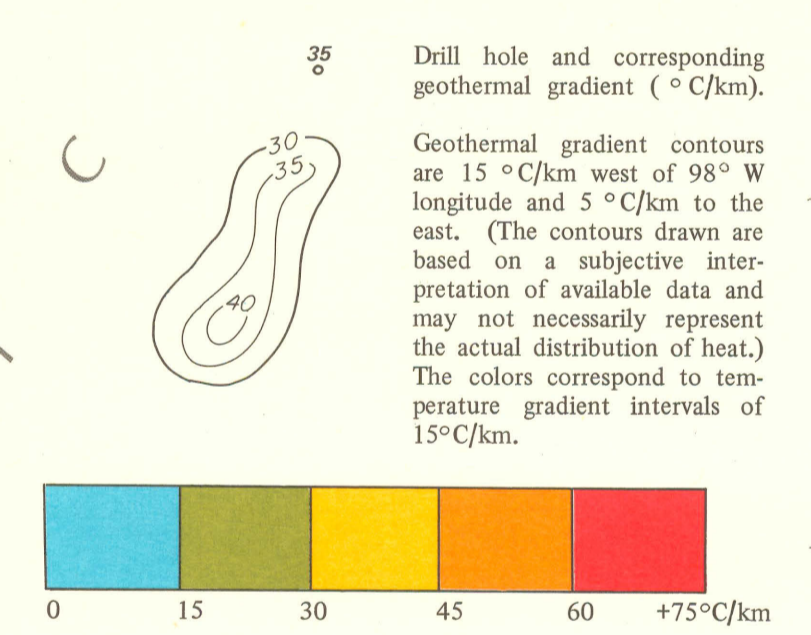 35
Drill hole and corresponding
geothermal gradient ( ° C/km).
30
35
40
Geothermal gradient contours
are 15 °C/km west of 98° W
longitude and 5 °C/km to the
east. (The contours drawn are
based on a subjective inter-
pretation of available data and
may not necessarily represent
the actual distribution of heat.)
The colors correspond to tem-
perature gradient intervals of
15°C/km.
0 15 30 45 60 +75°C/km